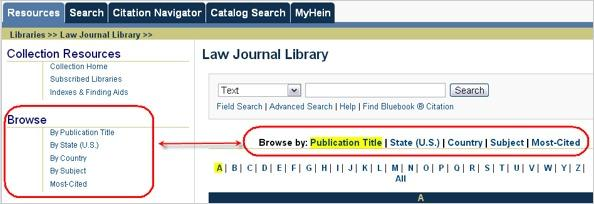 Resources Search Citation Navigator Catalog Search MyHein
Libraries >> Law Journal Library >>
Collection Resources
Collection Home
Subscribed Libraries
Indexes & Finding Aids
Browse
By Publication Title
By State (U.S.)
By Country
By Subject
Most-Cited
Law Journal Library
Text Search
Field Search | Advanced Search | Help | Find Bluebook ® Citation
Browse by: Publication Title | State (U.S.) | Country | Subject | Most-Cited
A | B | C | D | E | F | G | H | I | J | K | L | M | N | O | P | Q | R | S | T | U | V | W | Y | Z |
All
A